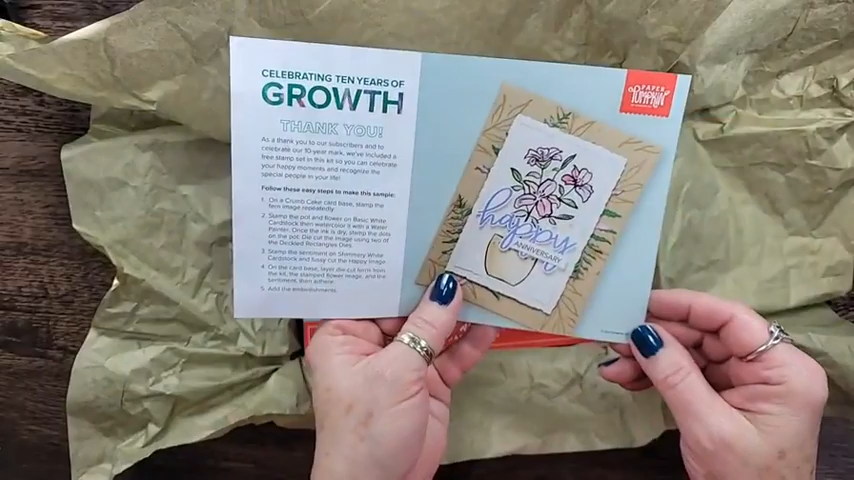 CELEBRATING TEN YEARS OF
GROWTH
THANK YOU!
As a thank you to our subscribers and to
celebrate our 10-year mark, we've included a
free stamp set in this kit so you can celebrate
your happy moments and recognize the
special people in your life!
Follow these easy steps to make this sample.
1. On a Crumb Cake card base, stamp the
fern image repeatedly.
2. Stamp the pot and flower on Basic White
Cardstock then watercolor it with a Water
Painter. Once the ink is dry, stamp the dots
on the pot. Die cut the image using two of
the Deckled Rectangles Dies.
3. Stamp the sentiment on Shimmery White
Cardstock and fussy cut the Happy image.
4. On the card base, layer die-cut item from
the kit, the stamped flower image, and
sentiment with adhesive.
5. Add the embellishment.
PAPER
PUMPKIN
happy
ANNIVERSARY